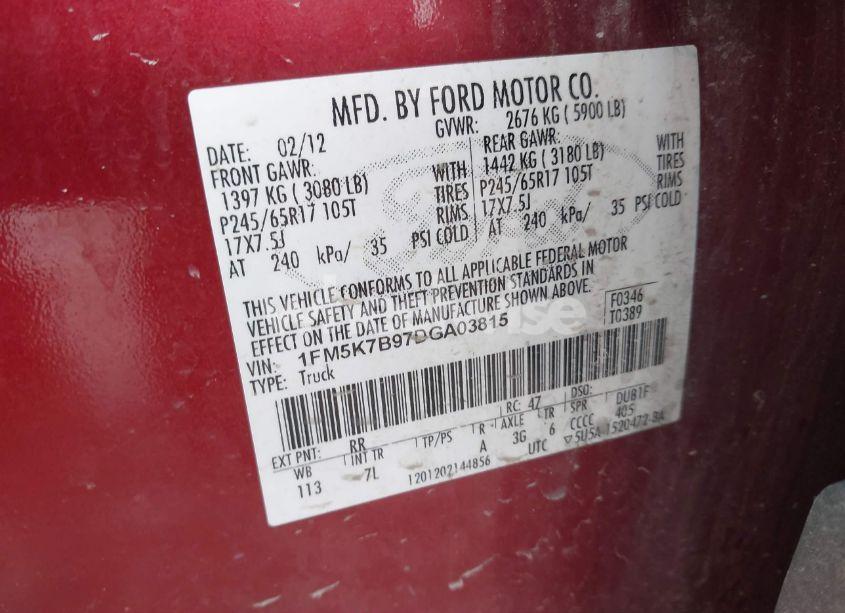 MFD. BY FORD MOTOR CO.
DATE: 02/12 GVWR: 2676 KG ( 5900 LB)
FRONT GAWR: REAR GAWR:
1397 KG ( 3080 LB) WITH 1442 KG ( 3180 LB) WITH
P245/65R17 105T TIRES P245/65R17 105T TIRES
17X7.5J RIMS 17X7.5J RIMS
AT 240 kPa/ 35 PSI COLD AT 240 kPa/ 35 PSI COLD
THIS VEHICLE CONFORMS TO ALL APPLICABLE FEDERAL MOTOR
VEHICLE SAFETY AND THEFT PREVENTION STANDARDS IN
EFFECT ON THE DATE OF MANUFACTURE SHOWN ABOVE.
VIN: 1FM5K7B97DGA03815 F0346
TYPE: Truck T0389
EXT PNT: RR RC: 47 DSO:
WB INT TR TP/PS R AXLE TR SPR DUB1F
113 7L A 3G 6 CCCC 405
1201202144856 UTC ▽5U5A-1520472-BA